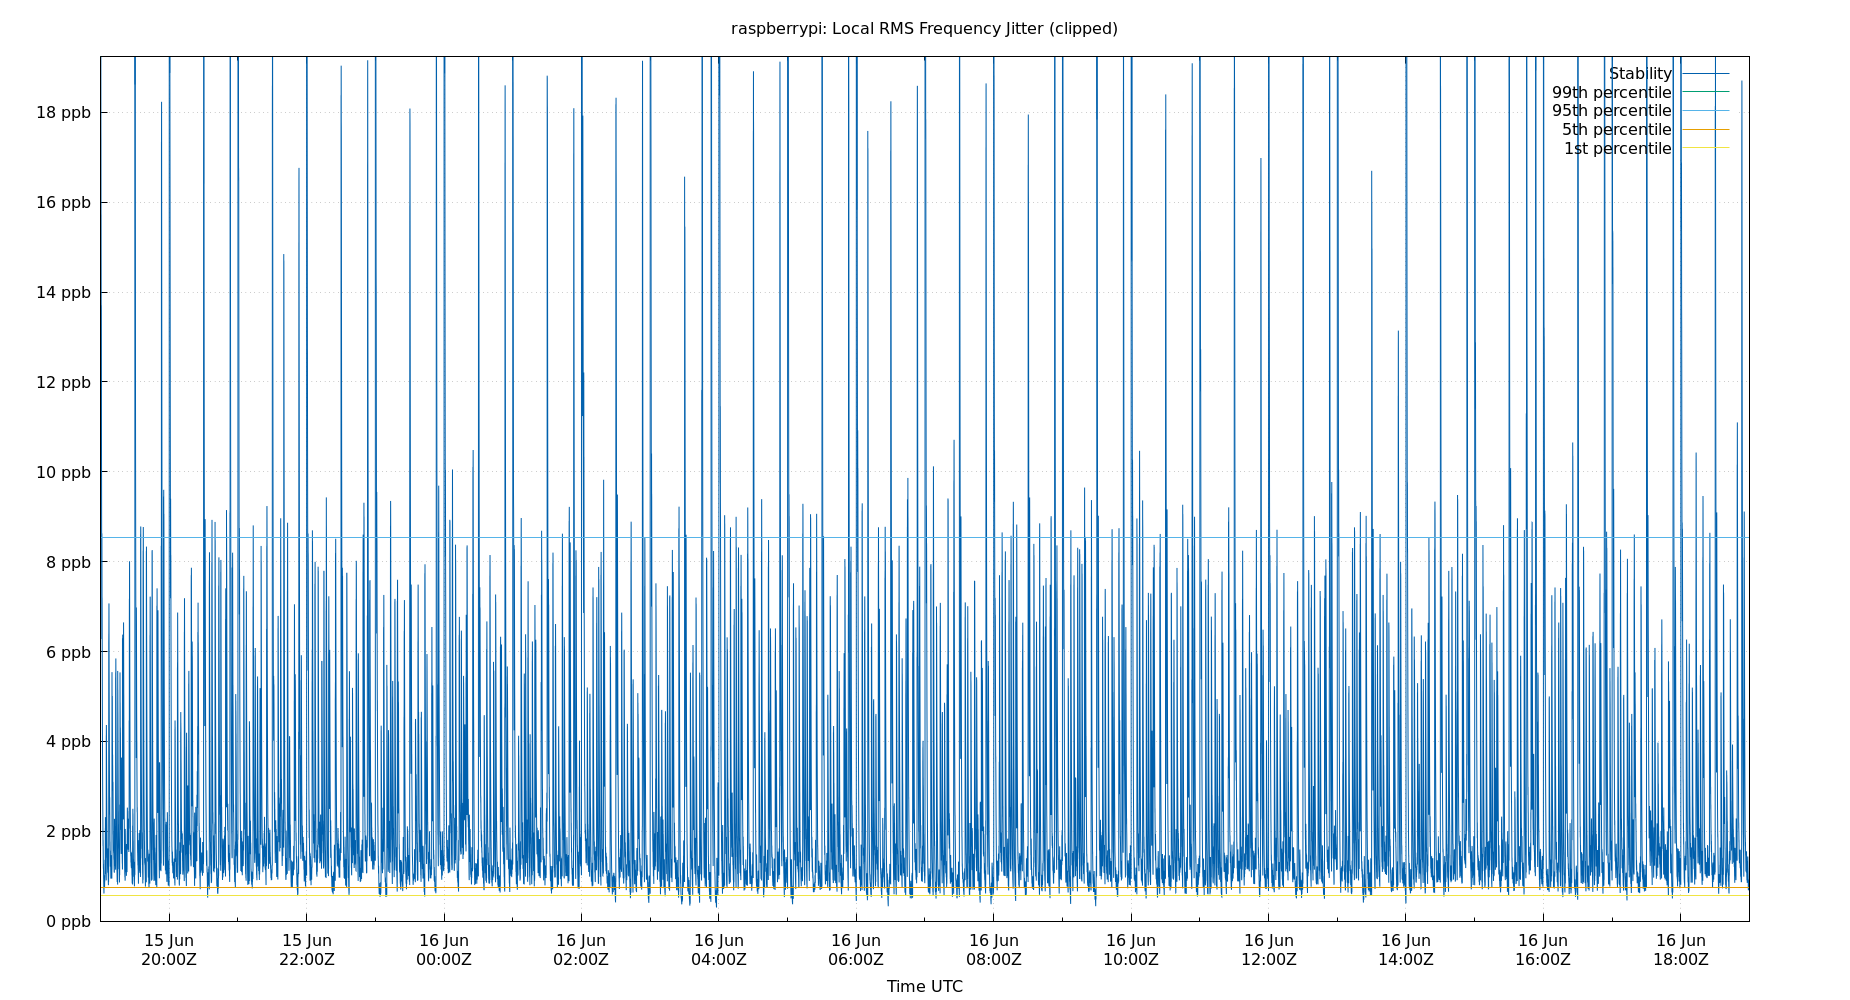 raspberrypi: Local RMS Frequency Jitter (clipped)
Stability
99th percentile
95th percentile
5th percentile
1st percentile
18 ppb
16 ppb
14 ppb
12 ppb
10 ppb
8 ppb
6 ppb
4 ppb
2 ppb
0 ppb
15 Jun 15 Jun 16 Jun 16 Jun 16 Jun 16 Jun 16 Jun 16 Jun 16 Jun 16 Jun 16 Jun 16 Jun
20:00Z 22:00Z 00:00Z 02:00Z 04:00Z 06:00Z 08:00Z 10:00Z 12:00Z 14:00Z 16:00Z 18:00Z
Time UTC